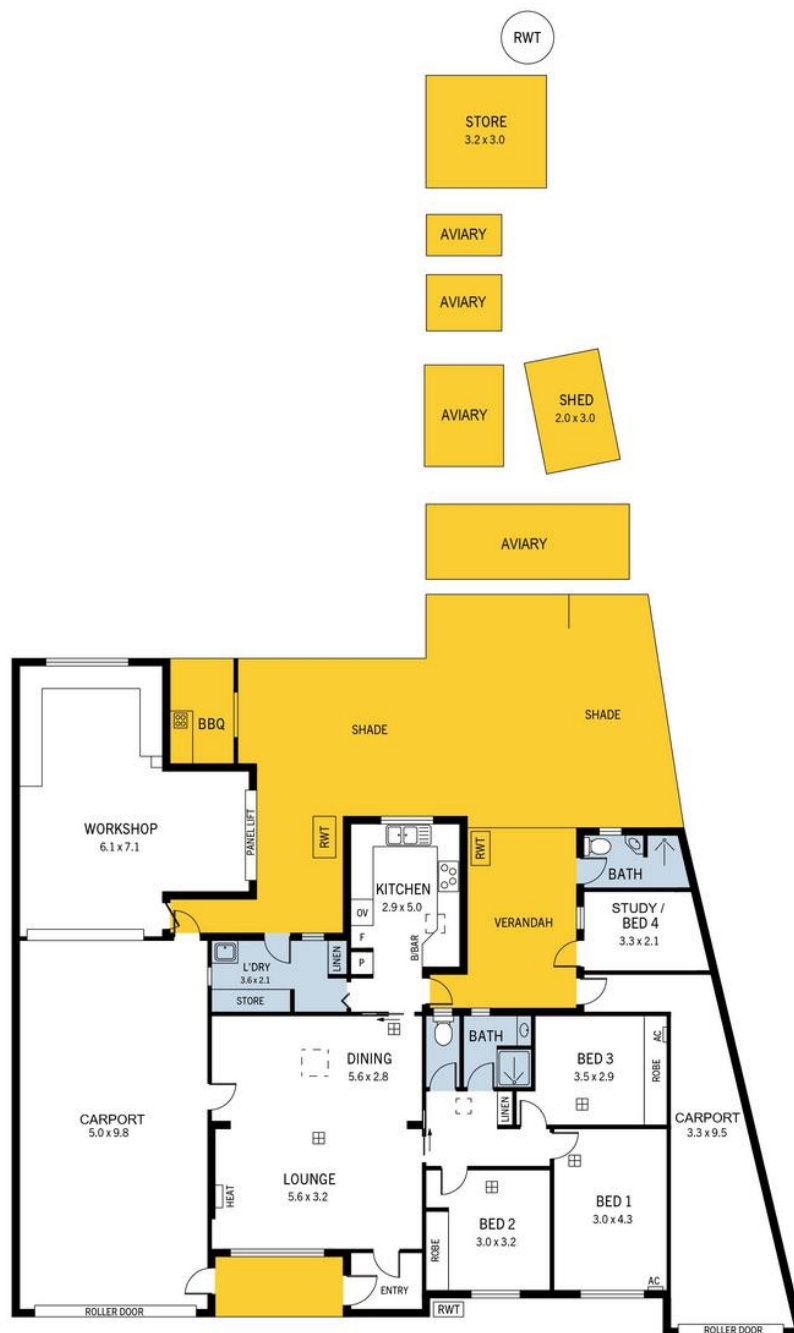 RWT
STORE
3.2 x 3.0
AVIARY
AVIARY
AVIARY
SHED
2.0 x 3.0
AVIARY
SHADE
SHADE
BBQ
WORKSHOP
6.1 x 7.1
PANEL LIFT
RWT
KITCHEN
2.9 x 5.0
OV
F
P
B/BAR
RWT
VERANDAH
BATH
STUDY /
BED 4
3.3 x 2.1
L'DRY
3.6 x 2.1
LINEN
STORE
DINING
5.6 x 2.8
BATH
LINEN
BED 3
3.5 x 2.9
ROBE
AC
CARPORT
5.0 x 9.8
CARPORT
3.3 x 9.5
LOUNGE
5.6 x 3.2
HEAT
BED 2
3.0 x 3.2
ROBE
BED 1
3.0 x 4.3
AC
ENTRY
ROLLER DOOR
RWT
ROLLER DOOR